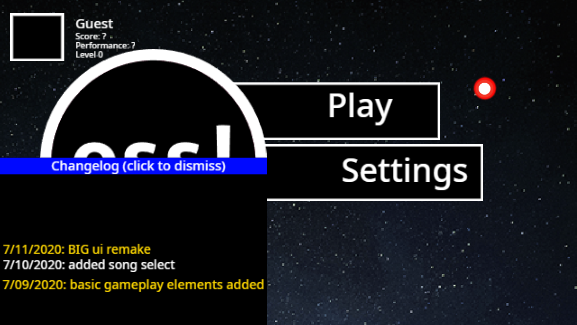 Guest
Score: ?
Performance: ?
Level 0
Play
oss!
Settings
Changelog (click to dismiss)
7/11/2020: BIG ui remake
7/10/2020: added song select
7/09/2020: basic gameplay elements added